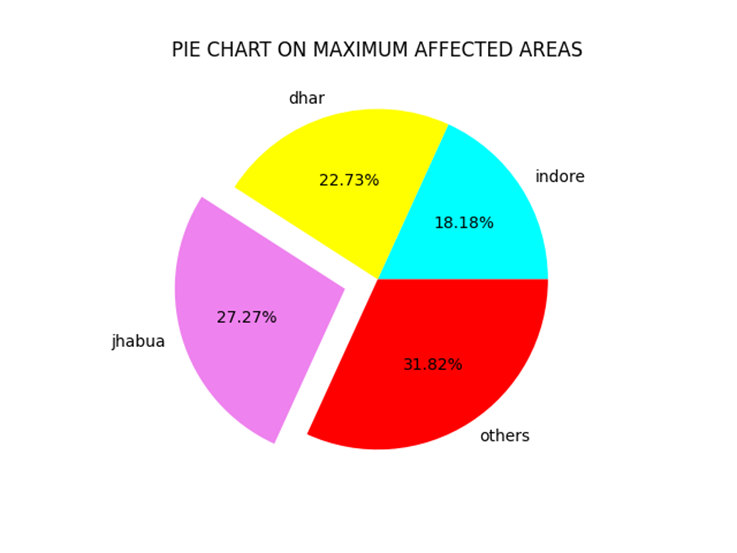 PIE CHART ON MAXIMUM AFFECTED AREAS
dhar
indore
22.73%
18.18%
27.27%
jhabua
31.82%
others